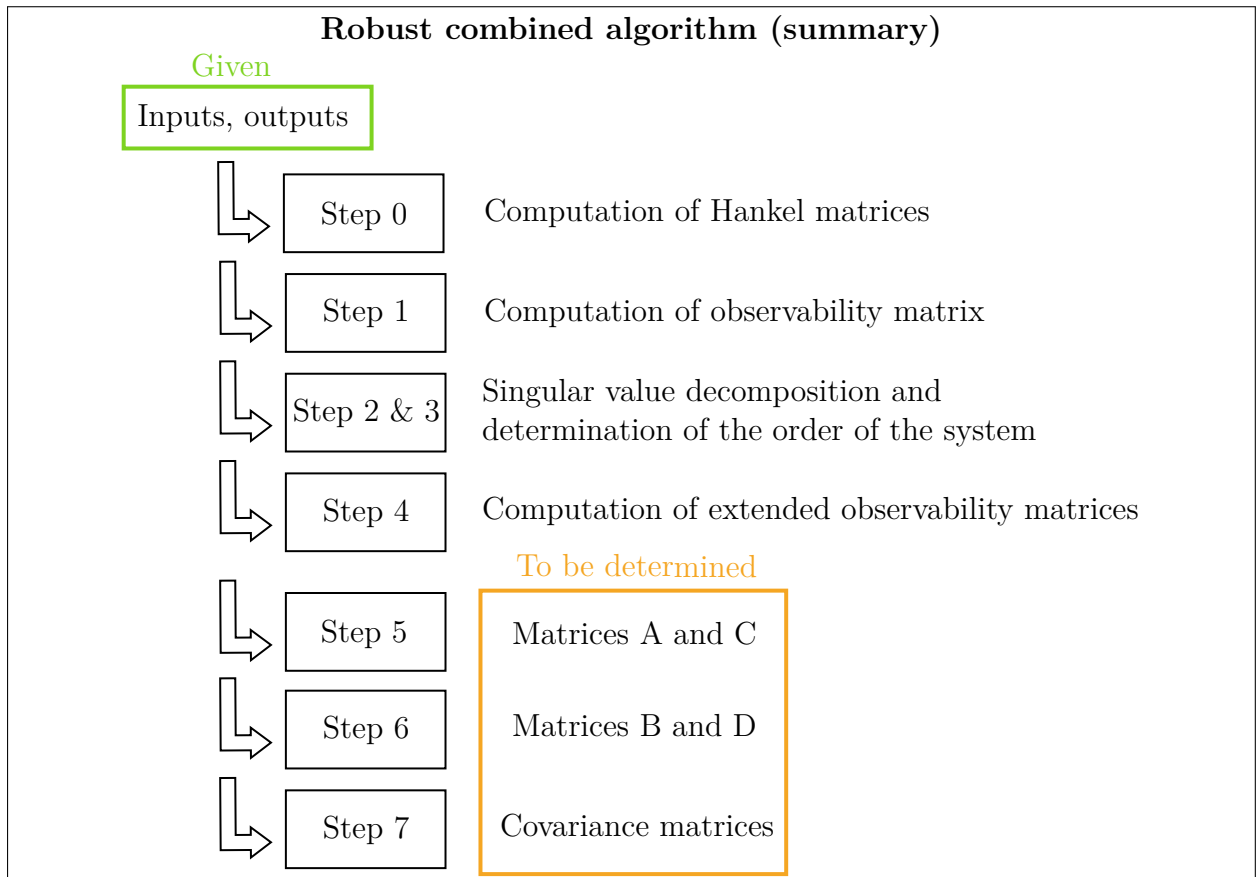 Robust combined algorithm (summary)
Given
Inputs, outputs
Step 0
Computation of Hankel matrices
Step 1
Computation of observability matrix
Step 2 & 3
Singular value decomposition and
determination of the order of the system
Step 4
Computation of extended observability matrices
To be determined
Step 5
Matrices A and C
Step 6
Matrices B and D
Step 7
Covariance matrices